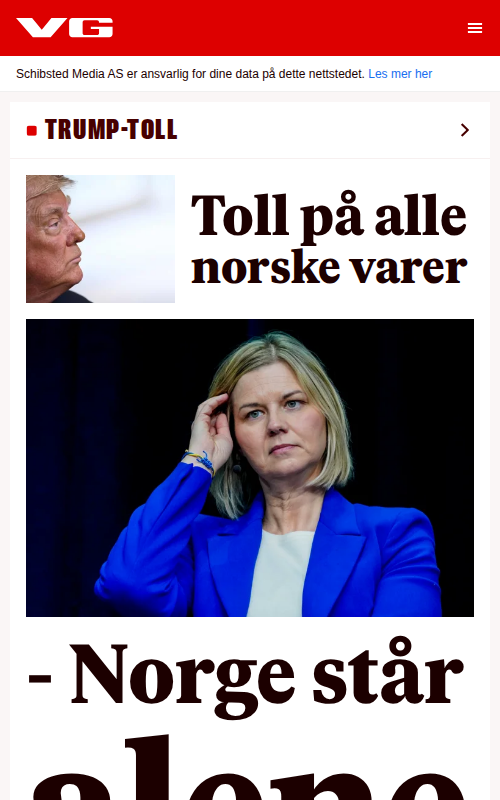 VG
Schibsted Media AS er ansvarlig for dine data på dette nettstedet. Les mer her
TRUMP-TOLL
Toll på alle
norske varer
- Norge står
alene